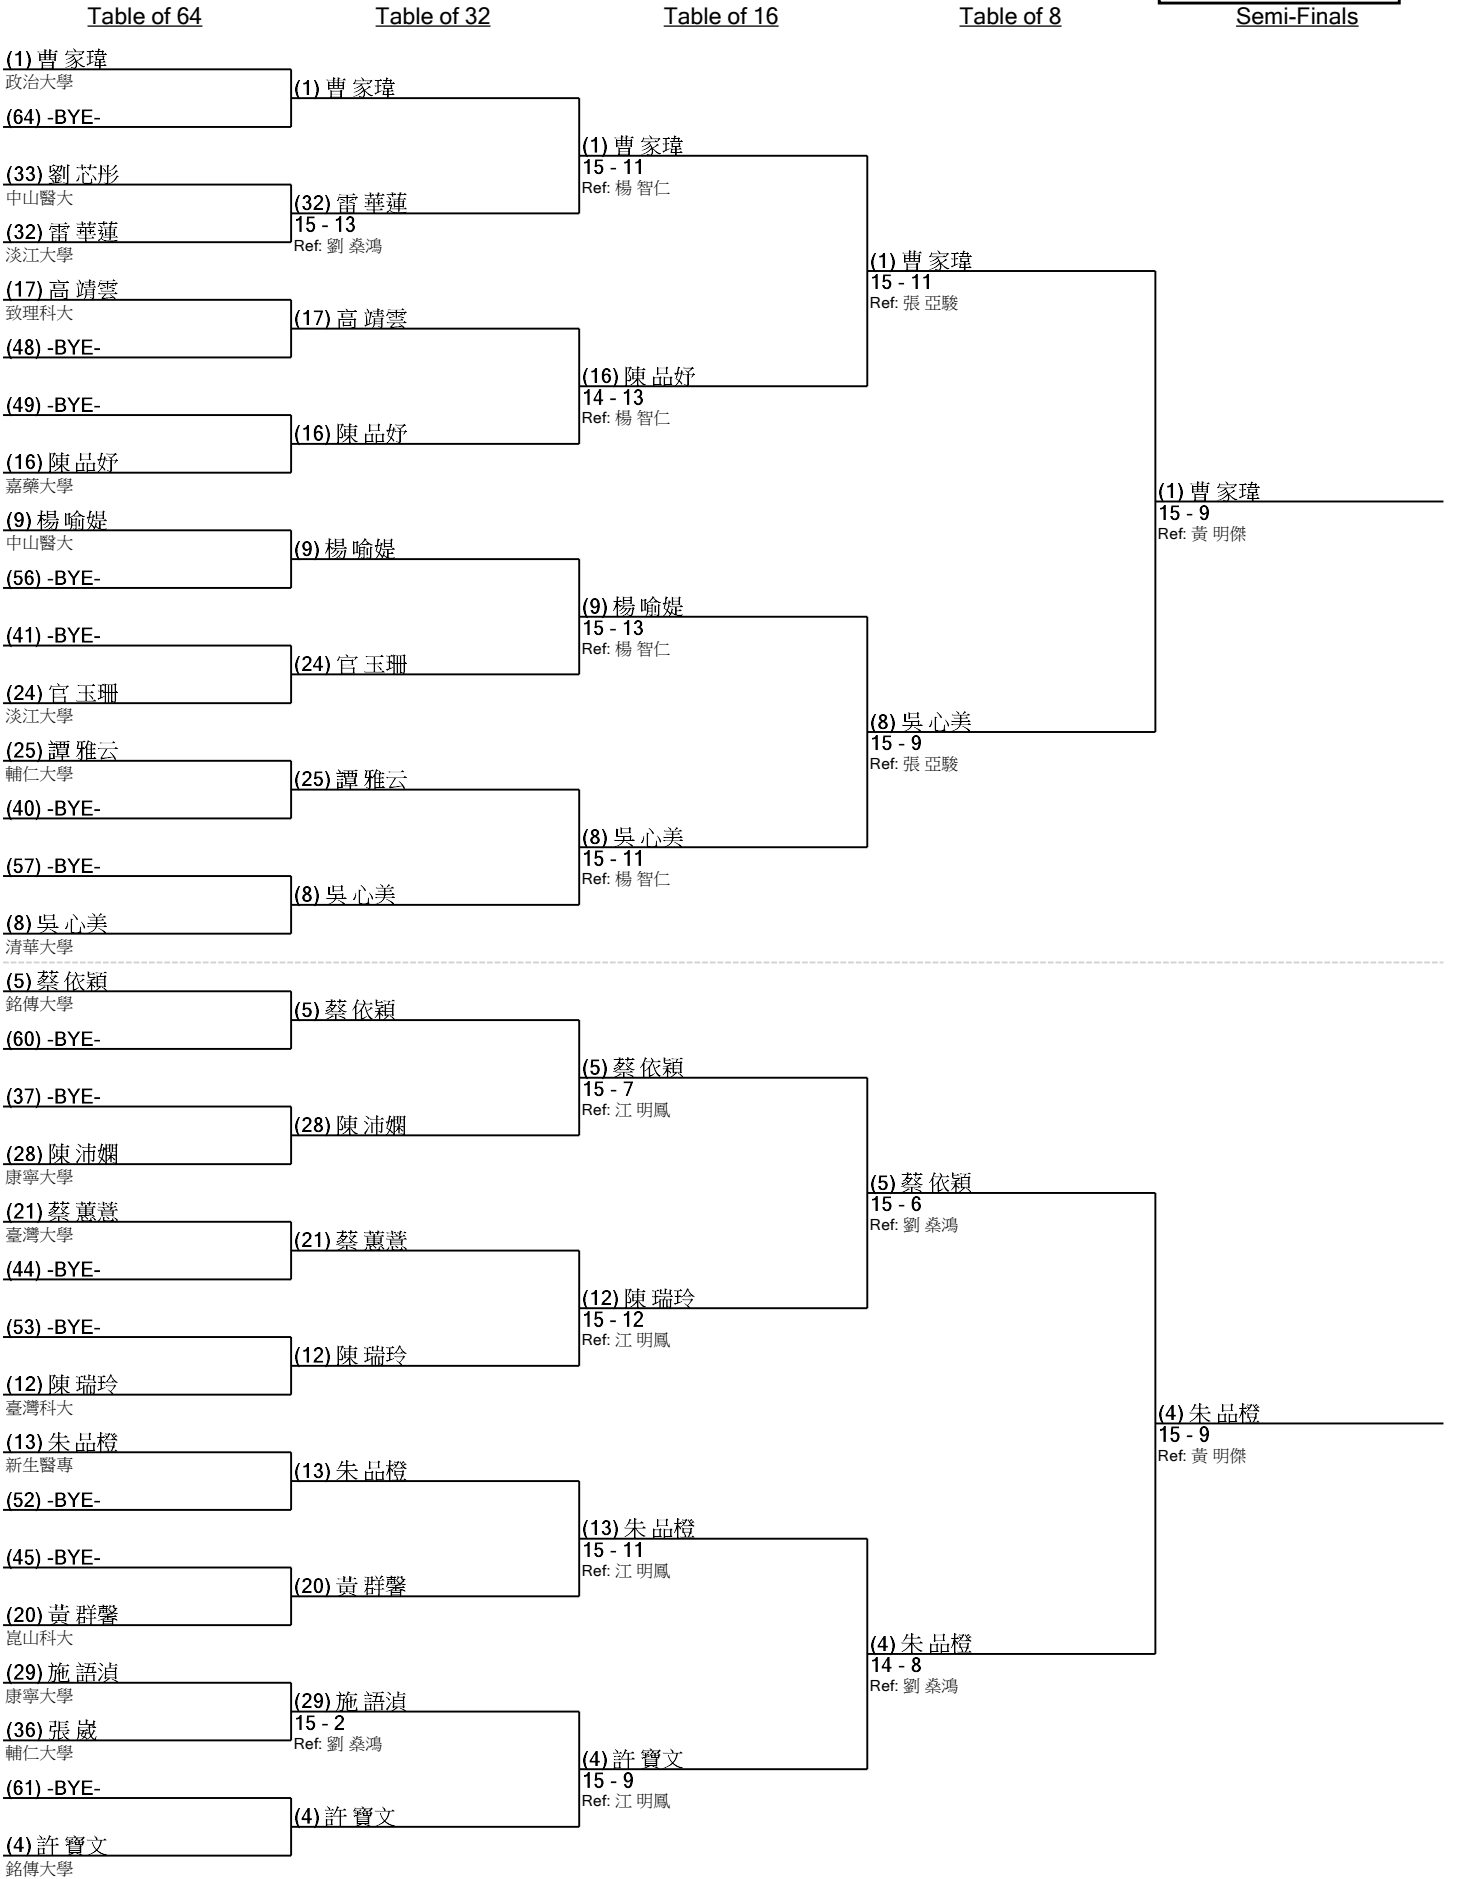 Table of 64
Table of 32
Table of 16
Table of 8
Semi-Finals
(1) 曹 家瑋
政治大學
(64) -BYE-
(33) 劉 芯彤
中山醫大
(32) 雷 華蓮
淡江大學
(17) 高 靖雲
致理科大
(48) -BYE-
(49) -BYE-
(16) 陳 品妤
嘉藥大學
(9) 楊 喻媞
中山醫大
(56) -BYE-
(41) -BYE-
(24) 官 玉珊
淡江大學
(25) 譚 雅云
輔仁大學
(40) -BYE-
(57) -BYE-
(8) 吳 心美
清華大學
(5) 蔡 依穎
銘傳大學
(60) -BYE-
(37) -BYE-
(28) 陳 沛嫻
康寧大學
(21) 蔡 蕙薏
臺灣大學
(44) -BYE-
(53) -BYE-
(12) 陳 瑞玲
臺灣科大
(13) 朱 品橙
新生醫專
(52) -BYE-
(45) -BYE-
(20) 黃 群馨
崑山科大
(29) 施 語湞
康寧大學
(36) 張 崴
輔仁大學
(61) -BYE-
(4) 許 寶文
銘傳大學
(1) 曹 家瑋
(32) 雷 華蓮
15 - 13
Ref: 劉 燊鴻
(17) 高 靖雲
(16) 陳 品妤
(9) 楊 喻媞
(24) 官 玉珊
(25) 譚 雅云
(8) 吳 心美
(5) 蔡 依穎
(28) 陳 沛嫻
(21) 蔡 蕙薏
(12) 陳 瑞玲
(13) 朱 品橙
(20) 黃 群馨
(29) 施 語湞
15 - 2
Ref: 劉 燊鴻
(4) 許 寶文
(1) 曹 家瑋
15 - 11
Ref: 楊 智仁
(16) 陳 品妤
14 - 13
Ref: 楊 智仁
(9) 楊 喻媞
15 - 13
Ref: 楊 智仁
(8) 吳 心美
15 - 11
Ref: 楊 智仁
(5) 蔡 依穎
15 - 7
Ref: 江 明鳳
(12) 陳 瑞玲
15 - 12
Ref: 江 明鳳
(13) 朱 品橙
15 - 11
Ref: 江 明鳳
(4) 許 寶文
15 - 9
Ref: 江 明鳳
(1) 曹 家瑋
15 - 11
Ref: 張 亞駿
(8) 吳 心美
15 - 9
Ref: 張 亞駿
(5) 蔡 依穎
15 - 6
Ref: 劉 燊鴻
(4) 朱 品橙
14 - 8
Ref: 劉 燊鴻
(1) 曹 家瑋
15 - 9
Ref: 黃 明傑
(4) 朱 品橙
15 - 9
Ref: 黃 明傑